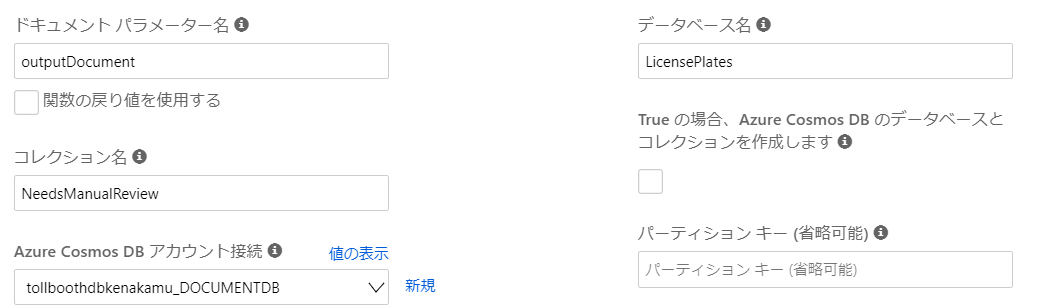 ドキュメント パラメーター名
outputDocument
関数の戻り値を使用する
コレクション名
NeedsManualReview
Azure Cosmos DB アカウント接続 値の表示
tollboothdbkenakamu_DOCUMENTDB 新規
データベース名
LicensePlates
True の場合、Azure Cosmos DB のデータベースと
コレクションを作成します
パーティション キー (省略可能)
パーティション キー (省略可能)